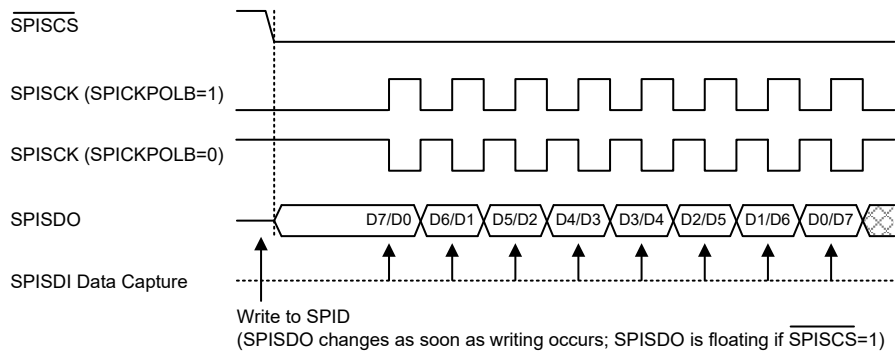 SPISCS
SPISCK (SPICKPOLB=1)
SPISCK (SPICKPOLB=0)
SPISDO D7/D0 D6/D1 D5/D2 D4/D3 D3/D4 D2/D5 D1/D6 D0/D7
SPISDI Data Capture
Write to SPID
(SPISDO changes as soon as writing occurs; SPISDO is floating if SPISCS=1)